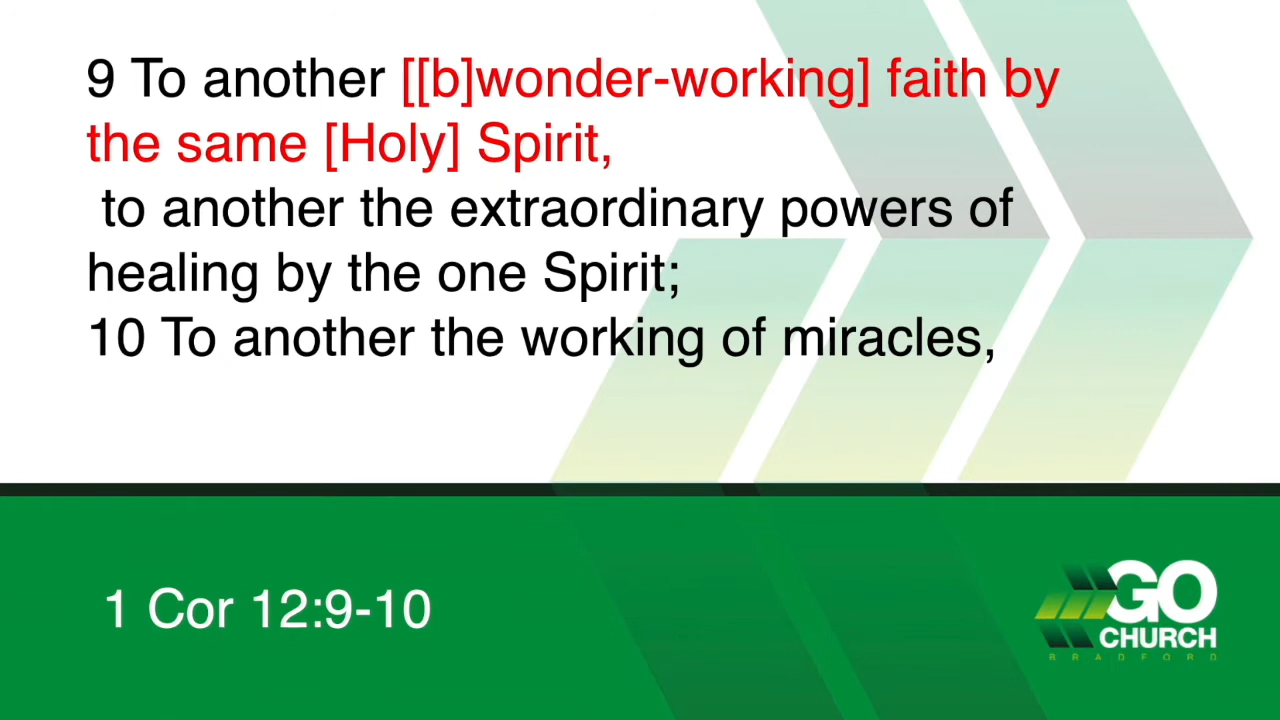 9 To another [[b]wonder-working] faith by
the same [Holy] Spirit,
to another the extraordinary powers of
healing by the one Spirit;
10 To another the working of miracles,
1 Cor 12:9-10
GO
CHURCH
BRADFORD